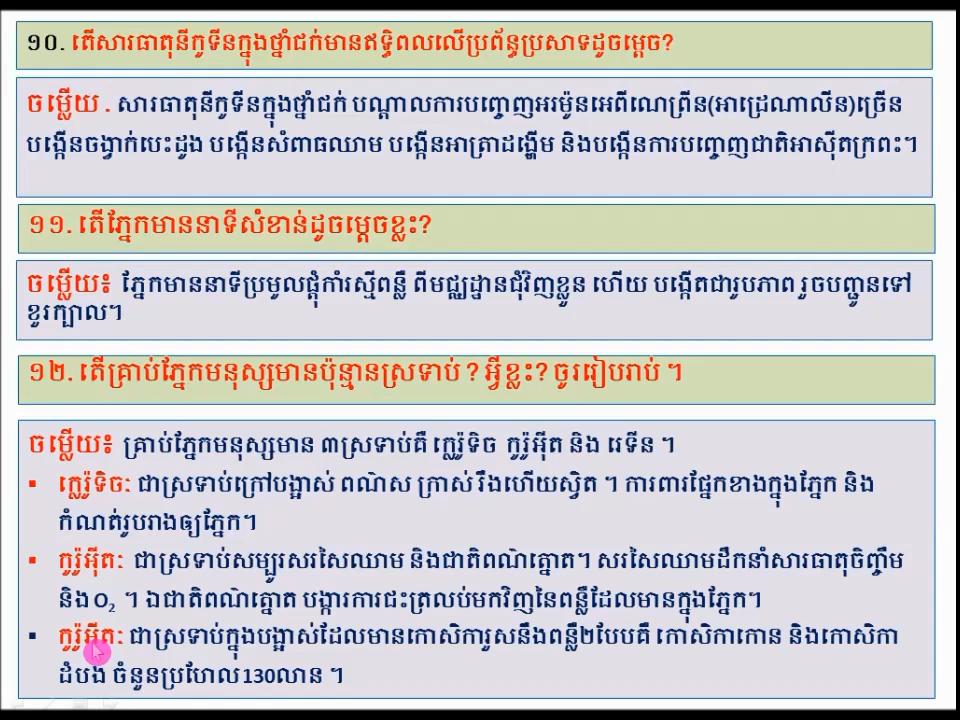 ១០. តើសារធាតុនីកូទីនក្នុងថ្នាំជក់មានឥទ្ធិពលលើប្រព័ន្ធប្រសាទដូចម្ដេច?
ចម្លើយ . សារធាតុនីកូទីនក្នុងថ្នាំជក់ បណ្ដាលការបញ្ចេញអរម៉ូនអេពីណេព្រីន(អាដ្រេណាលីន)ច្រើន
បង្កើនចង្វាក់បេះដូង បង្កើនសំពាធឈាម បង្កើនអាត្រាដង្ហើម និងបង្កើនការបញ្ចេញជាតិអាស៊ីតក្រពះ។
១១. តើភ្នែកមាននាទីសំខាន់ដូចម្ដេចខ្លះ?
ចម្លើយ៖ ភ្នែកមាននាទីប្រមូលផ្ដុំកាំរស្មីពន្លឺ ពីមជ្ឈដ្ឋានជុំវិញខ្លួន ហើយ បង្កើតជារូបភាព រួចបញ្ជូនទៅ
ខួរក្បាល។
១២. តើគ្រាប់ភ្នែកមនុស្សមានប៉ុន្មានស្រទាប់ ? អ្វីខ្លះ? ចូររៀបរាប់ ។
ចម្លើយ៖ គ្រាប់ភ្នែកមនុស្សមាន ៣ស្រទាប់គឺ ក្លេរ៉ូទិច កូរ៉ូអ៊ីត និង រេទីន ។
▪ ក្លេរ៉ូទិចៈ ជាស្រទាប់ក្រៅបង្អស់ ពណ៌ស ក្រាស់ រឹងហើយស្វិត ។ ការពារផ្នែកខាងក្នុងភ្នែក និង
កំណត់រូបរាងឲ្យភ្នែក។
▪ កូរ៉ូអ៊ីតៈ ជាស្រទាប់សម្បូរសរសៃឈាម និងជាតិពណ៌ត្នោត។ សរសៃឈាមដឹកនាំសារធាតុចិញ្ចឹម
និង O₂ ។ ឯជាតិពណ៌ត្នោត បង្ការការជះត្រលប់មកវិញនៃពន្លឺដែលមានក្នុងភ្នែក។
▪ កូរ៉ូអ៊ីតៈ ជាស្រទាប់ក្នុងបង្អស់ដែលមានកោសិការួសនឹងពន្លឺ២បែបគឺ កោសិកាកោន និងកោសិកា
ដំបង ចំនួនប្រហែល130លាន ។